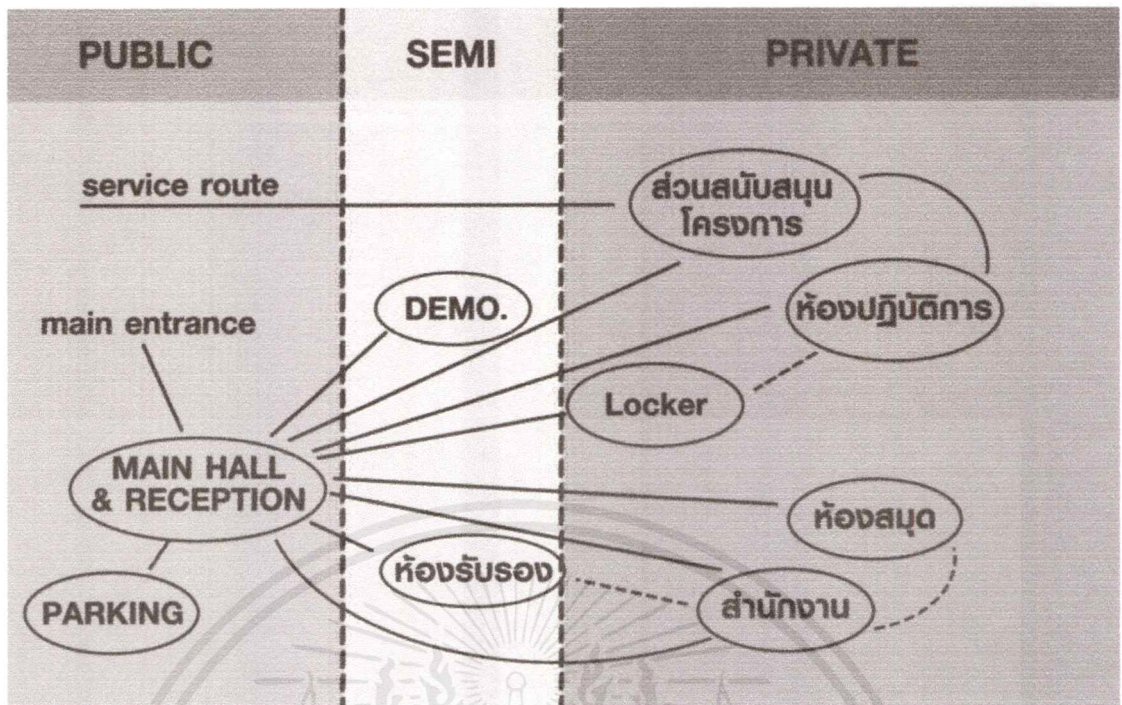 PUBLIC
SEMI
PRIVATE
service route
ส่วนสนับสนุน
โครงการ
DEMO.
ห้องปฏิบัติการ
main entrance
Locker
MAIN HALL
& RECEPTION
ห้องสมุด
ห้องรับรอง
PARKING
สำนักงาน